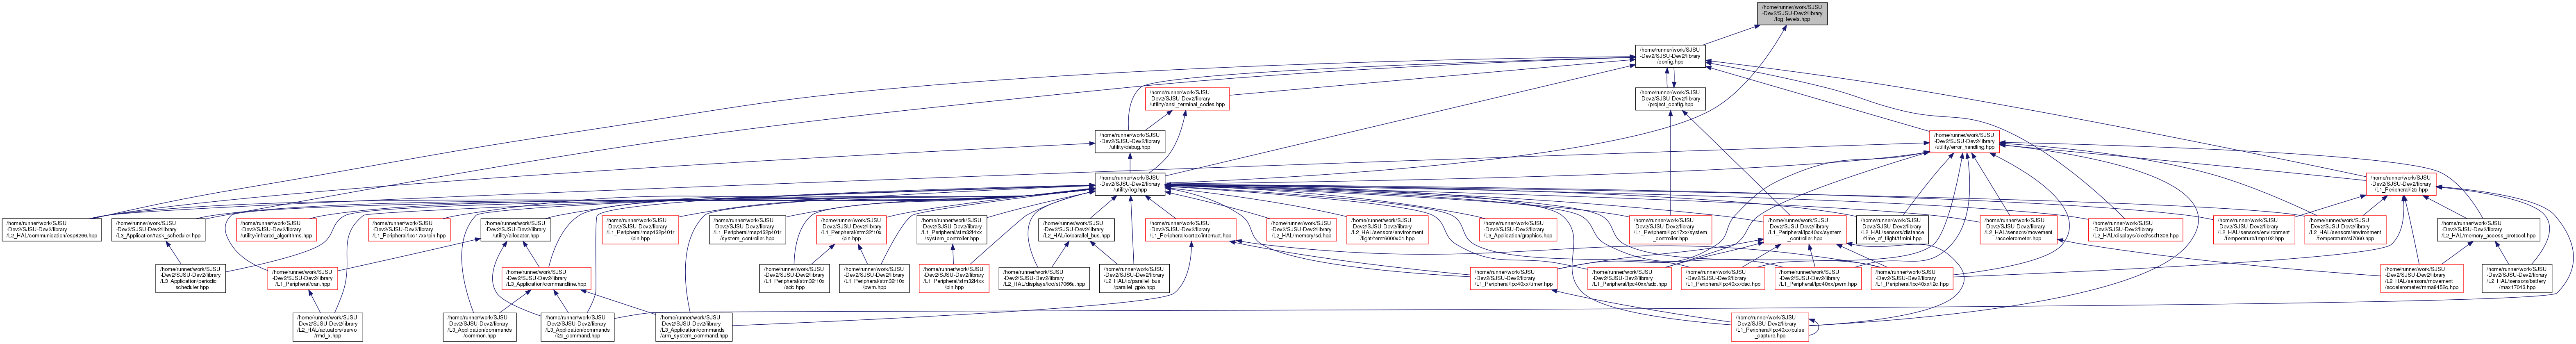 /home/runner/work/SJSU
-Dev2/SJSU-Dev2/library
/log_levels.hpp
/home/runner/work/SJSU
-Dev2/SJSU-Dev2/library
/config.hpp
/home/runner/work/SJSU
-Dev2/SJSU-Dev2/library
/utility/ansi_terminal_codes.hpp
/home/runner/work/SJSU
-Dev2/SJSU-Dev2/library
/project_config.hpp
/home/runner/work/SJSU
-Dev2/SJSU-Dev2/library
/utility/debug.hpp
/home/runner/work/SJSU
-Dev2/SJSU-Dev2/library
/utility/error_handling.hpp
/home/runner/work/SJSU
-Dev2/SJSU-Dev2/library
/utility/log.hpp
/home/runner/work/SJSU
-Dev2/SJSU-Dev2/library
/L1_Peripheral/i2c.hpp
/home/runner/work/SJSU
-Dev2/SJSU-Dev2/library
/L2_HAL/communication/esp8266.hpp
/home/runner/work/SJSU
-Dev2/SJSU-Dev2/library
/L3_Application/task_scheduler.hpp
/home/runner/work/SJSU
-Dev2/SJSU-Dev2/library
/utility/infrared_algorithms.hpp
/home/runner/work/SJSU
-Dev2/SJSU-Dev2/library
/L1_Peripheral/lpc17xx/pin.hpp
/home/runner/work/SJSU
-Dev2/SJSU-Dev2/library
/utility/allocator.hpp
/home/runner/work/SJSU
-Dev2/SJSU-Dev2/library
/L1_Peripheral/msp432p401r
/pin.hpp
/home/runner/work/SJSU
-Dev2/SJSU-Dev2/library
/L1_Peripheral/msp432p401r
/system_controller.hpp
/home/runner/work/SJSU
-Dev2/SJSU-Dev2/library
/L1_Peripheral/stm32f10x
/pin.hpp
/home/runner/work/SJSU
-Dev2/SJSU-Dev2/library
/L1_Peripheral/stm32f4xx
/system_controller.hpp
/home/runner/work/SJSU
-Dev2/SJSU-Dev2/library
/L2_HAL/io/parallel_bus.hpp
/home/runner/work/SJSU
-Dev2/SJSU-Dev2/library
/L1_Peripheral/cortex/interrupt.hpp
/home/runner/work/SJSU
-Dev2/SJSU-Dev2/library
/L2_HAL/memory/sd.hpp
/home/runner/work/SJSU
-Dev2/SJSU-Dev2/library
/L2_HAL/sensors/environment
/light/temt6000x01.hpp
/home/runner/work/SJSU
-Dev2/SJSU-Dev2/library
/L3_Application/graphics.hpp
/home/runner/work/SJSU
-Dev2/SJSU-Dev2/library
/L1_Peripheral/lpc17xx/system
_controller.hpp
/home/runner/work/SJSU
-Dev2/SJSU-Dev2/library
/L1_Peripheral/lpc40xx/system
_controller.hpp
/home/runner/work/SJSU
-Dev2/SJSU-Dev2/library
/L2_HAL/sensors/distance
/time_of_flight/tfmini.hpp
/home/runner/work/SJSU
-Dev2/SJSU-Dev2/library
/L2_HAL/sensors/movement
/accelerometer.hpp
/home/runner/work/SJSU
-Dev2/SJSU-Dev2/library
/L2_HAL/displays/oled/ssd1306.hpp
/home/runner/work/SJSU
-Dev2/SJSU-Dev2/library
/L2_HAL/sensors/environment
/temperature/tmp102.hpp
/home/runner/work/SJSU
-Dev2/SJSU-Dev2/library
/L2_HAL/sensors/environment
/temperature/si7060.hpp
/home/runner/work/SJSU
-Dev2/SJSU-Dev2/library
/L2_HAL/memory_access_protocol.hpp
/home/runner/work/SJSU
-Dev2/SJSU-Dev2/library
/L3_Application/periodic
_scheduler.hpp
/home/runner/work/SJSU
-Dev2/SJSU-Dev2/library
/L1_Peripheral/can.hpp
/home/runner/work/SJSU
-Dev2/SJSU-Dev2/library
/L3_Application/commandline.hpp
/home/runner/work/SJSU
-Dev2/SJSU-Dev2/library
/L1_Peripheral/stm32f10x
/adc.hpp
/home/runner/work/SJSU
-Dev2/SJSU-Dev2/library
/L1_Peripheral/stm32f10x
/pwm.hpp
/home/runner/work/SJSU
-Dev2/SJSU-Dev2/library
/L1_Peripheral/stm32f4xx
/pin.hpp
/home/runner/work/SJSU
-Dev2/SJSU-Dev2/library
/L2_HAL/displays/lcd/st7066u.hpp
/home/runner/work/SJSU
-Dev2/SJSU-Dev2/library
/L2_HAL/io/parallel_bus
/parallel_gpio.hpp
/home/runner/work/SJSU
-Dev2/SJSU-Dev2/library
/L1_Peripheral/lpc40xx/timer.hpp
/home/runner/work/SJSU
-Dev2/SJSU-Dev2/library
/L1_Peripheral/lpc40xx/adc.hpp
/home/runner/work/SJSU
-Dev2/SJSU-Dev2/library
/L1_Peripheral/lpc40xx/dac.hpp
/home/runner/work/SJSU
-Dev2/SJSU-Dev2/library
/L1_Peripheral/lpc40xx/pwm.hpp
/home/runner/work/SJSU
-Dev2/SJSU-Dev2/library
/L1_Peripheral/lpc40xx/i2c.hpp
/home/runner/work/SJSU
-Dev2/SJSU-Dev2/library
/L2_HAL/sensors/movement
/accelerometer/mma8452q.hpp
/home/runner/work/SJSU
-Dev2/SJSU-Dev2/library
/L2_HAL/sensors/battery
/max17043.hpp
/home/runner/work/SJSU
-Dev2/SJSU-Dev2/library
/L2_HAL/actuators/servo
/rmd_x.hpp
/home/runner/work/SJSU
-Dev2/SJSU-Dev2/library
/L3_Application/commands
/common.hpp
/home/runner/work/SJSU
-Dev2/SJSU-Dev2/library
/L3_Application/commands
/i2c_command.hpp
/home/runner/work/SJSU
-Dev2/SJSU-Dev2/library
/L3_Application/commands
/arm_system_command.hpp
/home/runner/work/SJSU
-Dev2/SJSU-Dev2/library
/L1_Peripheral/lpc40xx/pulse
_capture.hpp